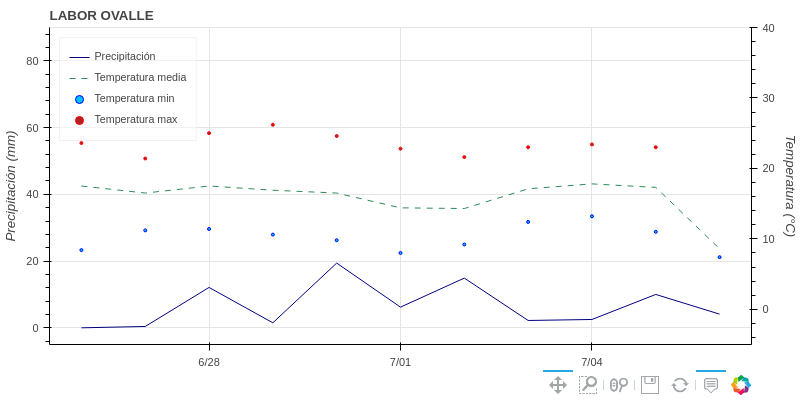 LABOR OVALLE
Precipitación
Temperatura media
Temperatura min
Temperatura max
Precipitación (mm)
80
60
40
20
0
Temperatura (°C)
40
30
20
10
0
6/28
7/01
7/04